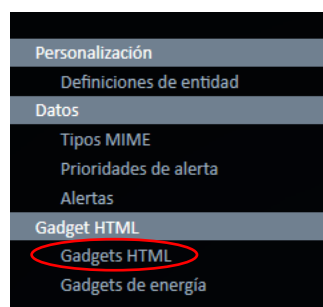 Personalización
Definiciones de entidad
Datos
Tipos MIME
Prioridades de alerta
Alertas
Gadget HTML
Gadgets HTML
Gadgets de energía